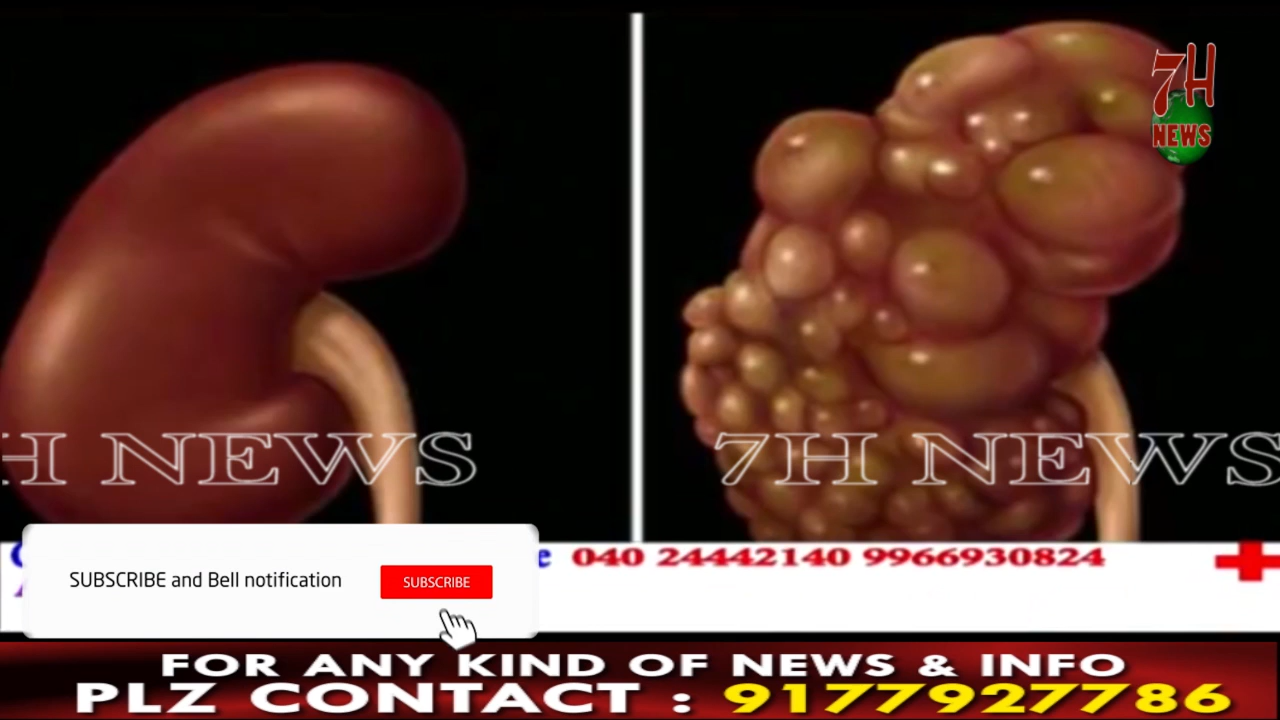 7H
NEWS
H NEWS
7H NEWS
040 24442140 9966930824
SUBSCRIBE and Bell notification
SUBSCRIBE
FOR ANY KIND OF NEWS & INFO
PLZ CONTACT : 9177927786